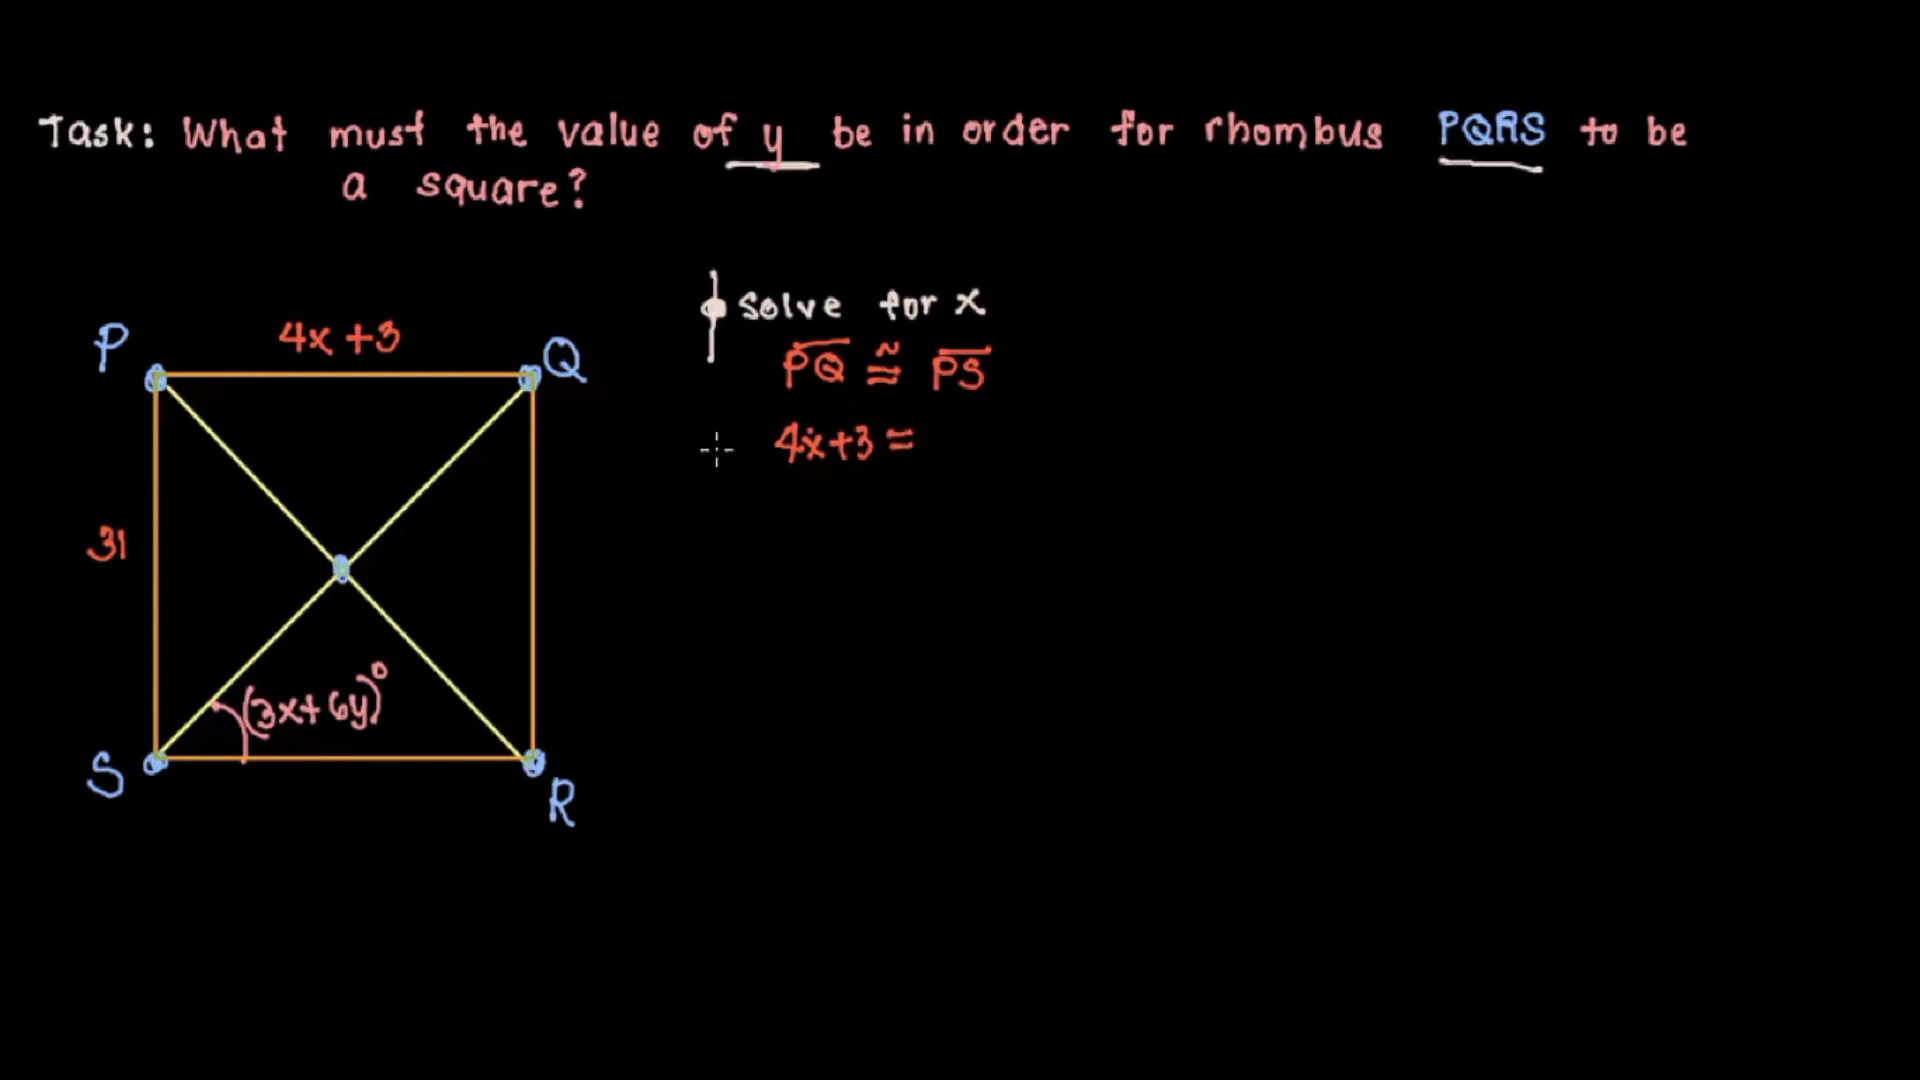 Task: What must the value of y be in order for rhombus PQRS to be
a square?
Solve for x
P
4x+3
Q
PQ ≅ PS
4x+3=
31
(3x+6y)°
S
R